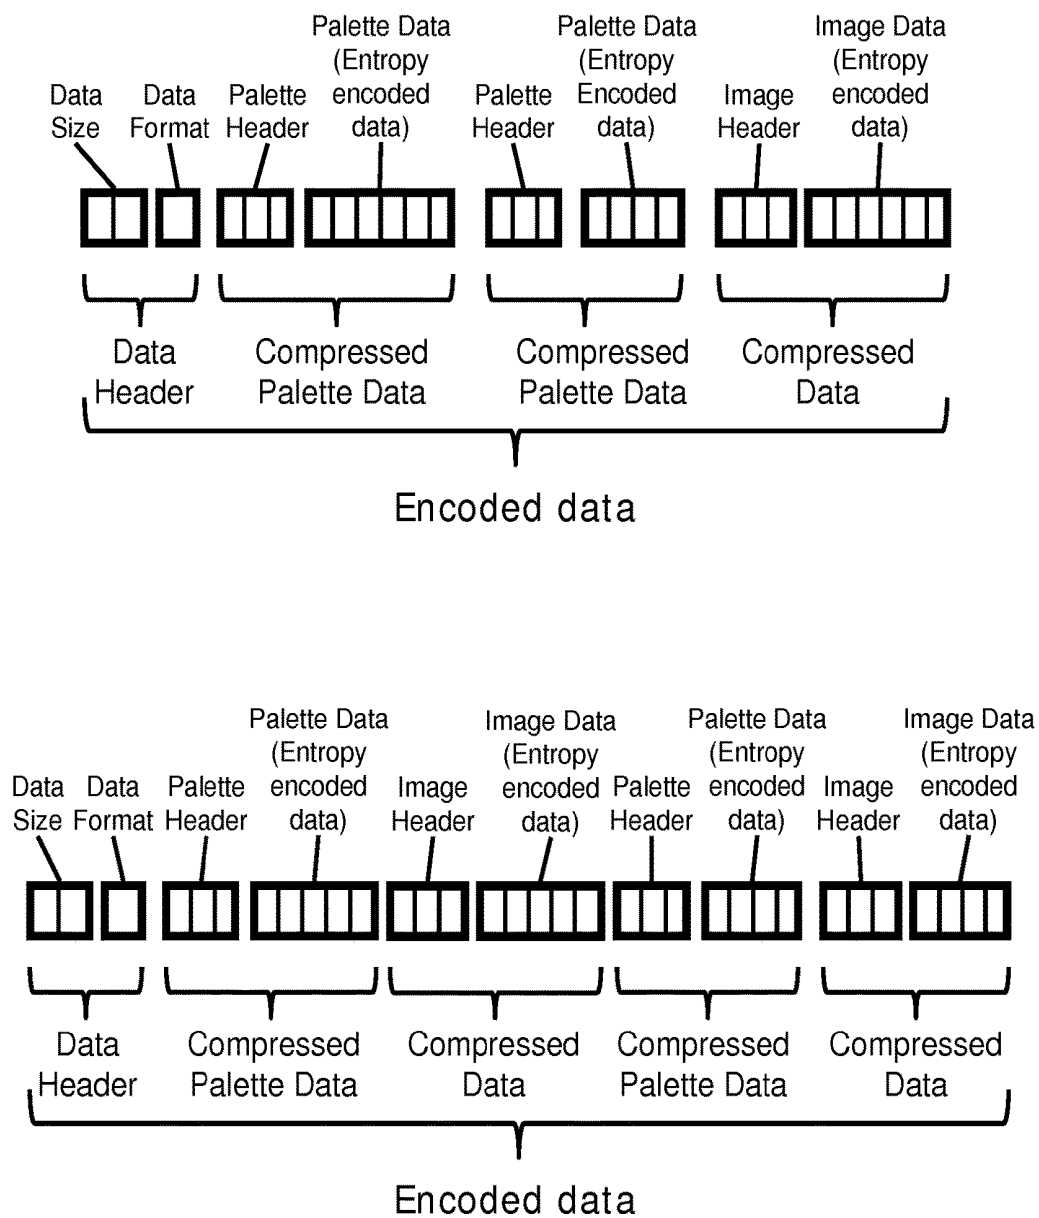 Data
Size
Data
Format
Palette
Header
Palette Data
(Entropy
encoded
data)
Palette
Header
Palette Data
(Entropy
Encoded
data)
Image
Header
Image Data
(Entropy
encoded
data)
Data
Header
Compressed
Palette Data
Compressed
Palette Data
Compressed
Data
Encoded data
Data
Size
Data
Format
Palette
Header
Palette Data
(Entropy
encoded
data)
Image
Header
Image Data
(Entropy
encoded
data)
Palette
Header
Palette Data
(Entropy
encoded
data)
Image
Header
Image Data
(Entropy
encoded
data)
Data
Header
Compressed
Palette Data
Compressed
Data
Compressed
Palette Data
Compressed
Data
Encoded data